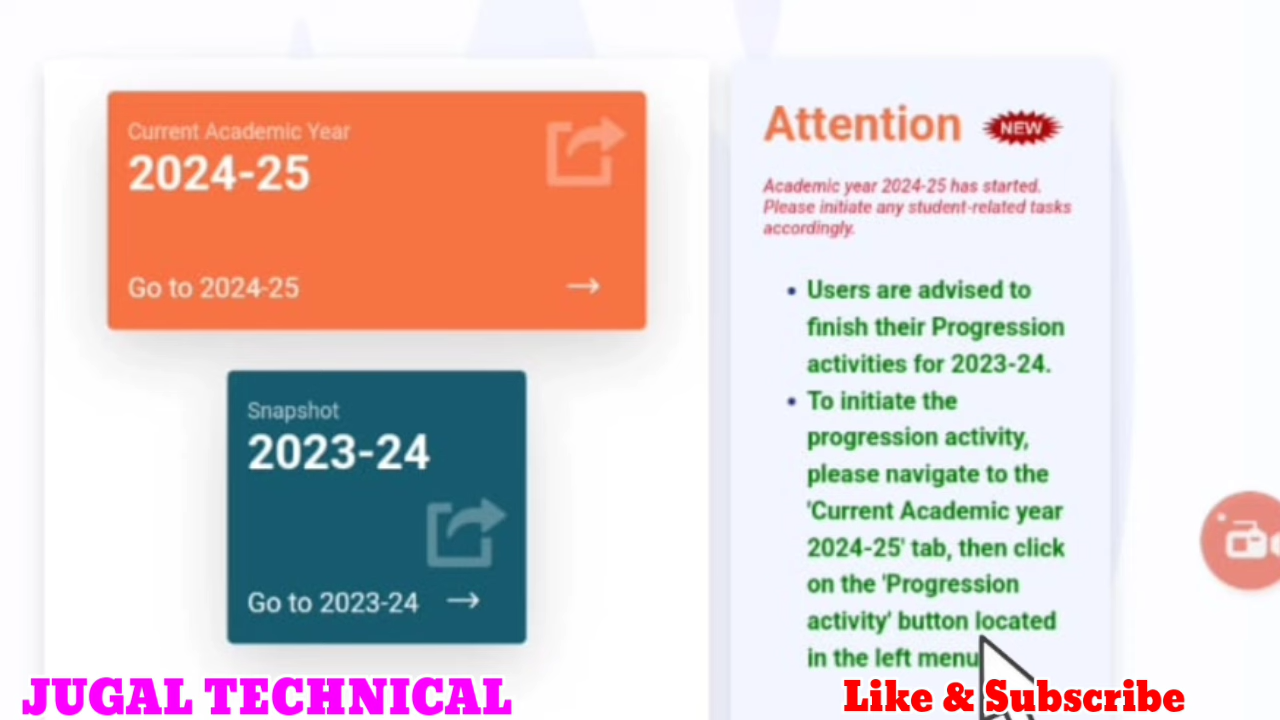 Current Academic Year
2024-25
Go to 2024-25
Snapshot
2023-24
Go to 2023-24
Attention NEW
Academic year 2024-25 has started.
Please initiate any student-related tasks
accordingly.
• Users are advised to
finish their Progression
activities for 2023-24.
• To initiate the
progression activity,
please navigate to the
'Current Academic year
2024-25' tab, then click
on the 'Progression
activity' button located
in the left menu
JUGAL TECHNICAL
Like & Subscribe